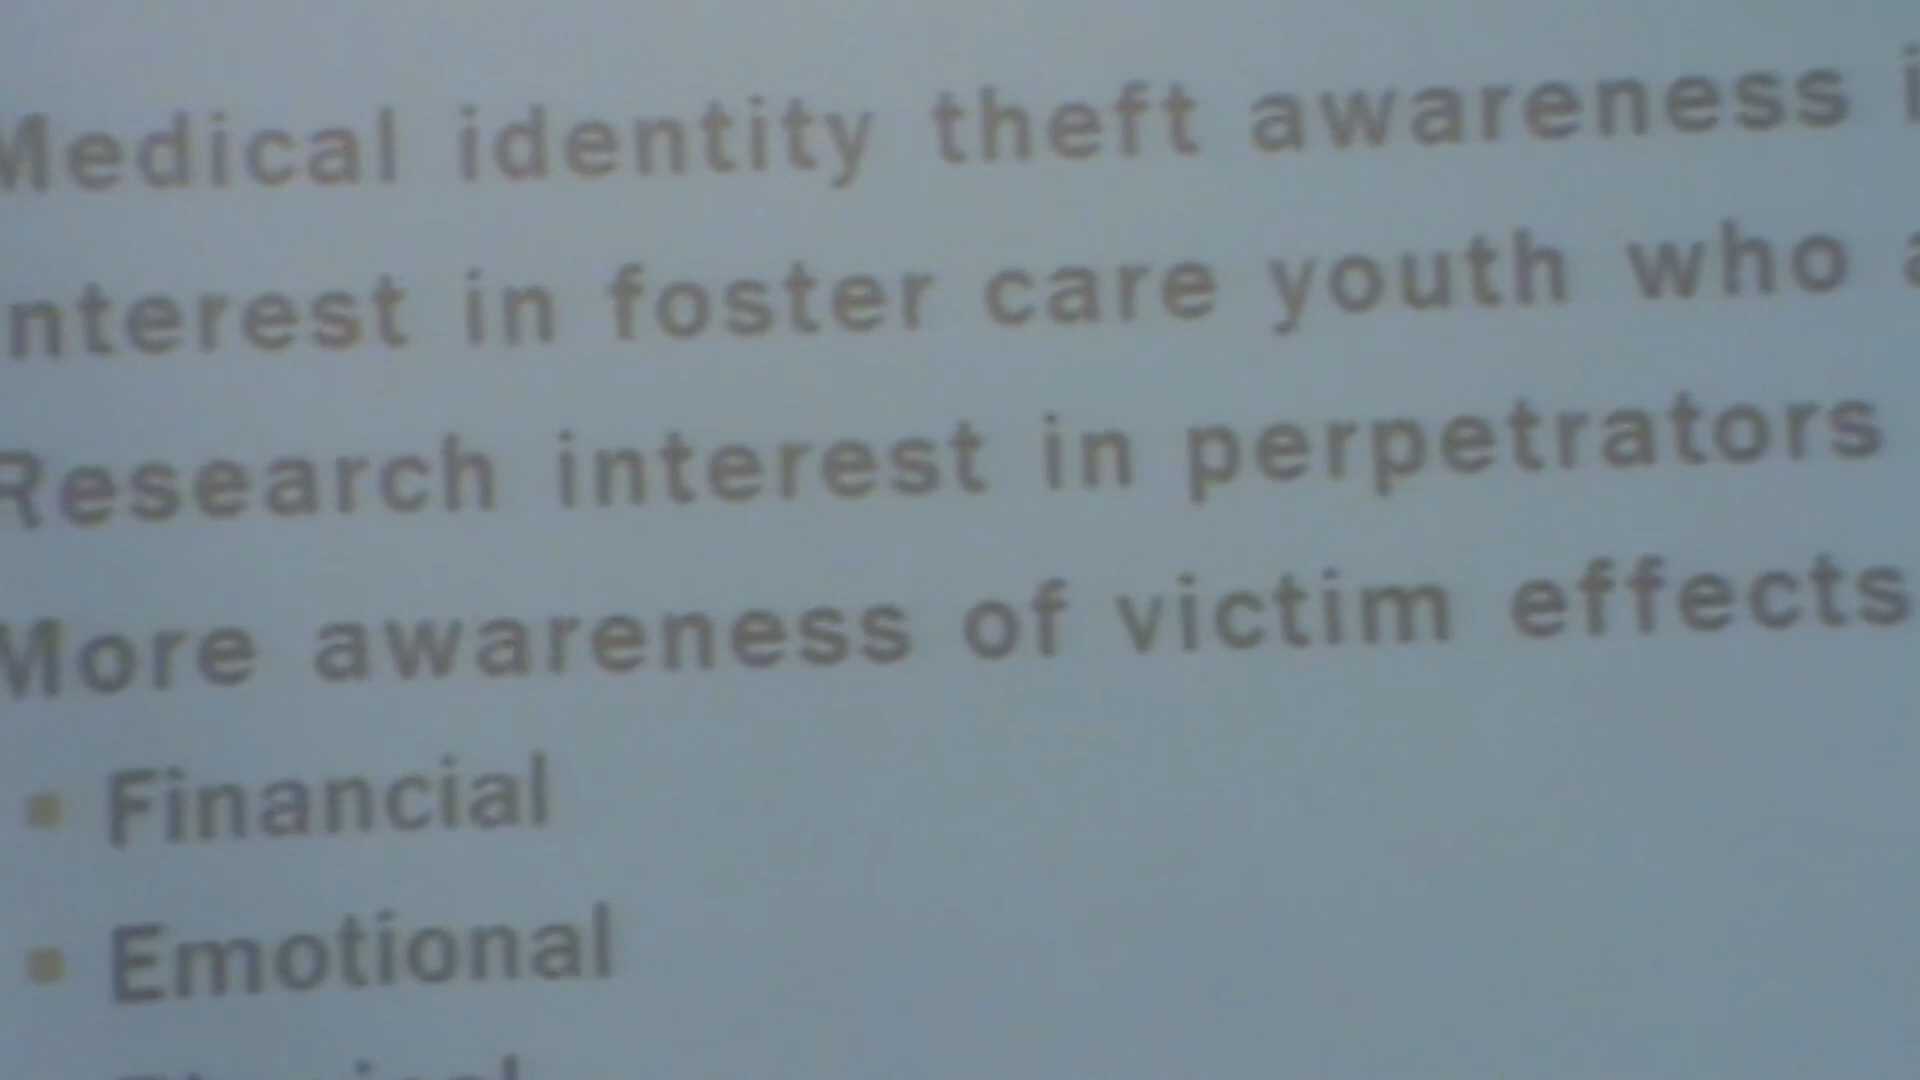 Medical identity theft awareness
nterest in foster care youth who
Research interest in perpetrators
More awareness of victim effects
▪ Financial
▪ Emotional